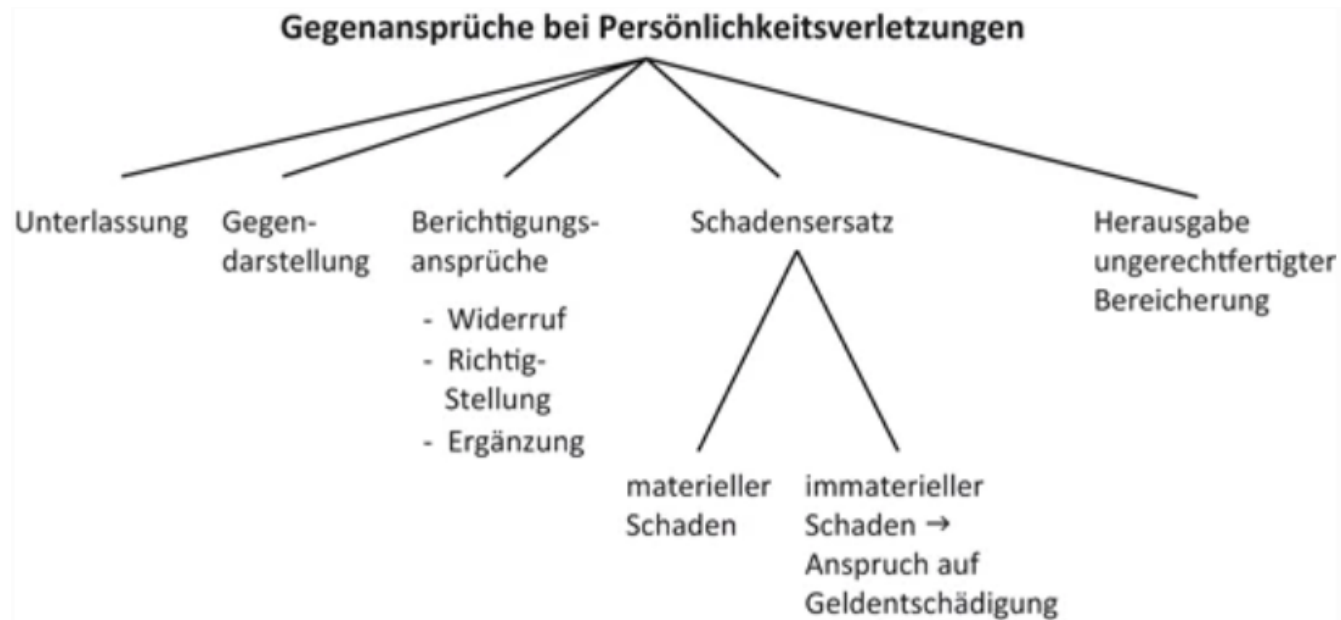 Gegenansprüche bei Persönlichkeitsverletzungen
Unterlassung
Gegen-
darstellung
Berichtigungs-
ansprüche
- Widerruf
- Richtig-
Stellung
- Ergänzung
Schadensersatz
materieller
Schaden
immaterieller
Schaden →
Anspruch auf
Geldentschädigung
Herausgabe
ungerechtfertigter
Bereicherung